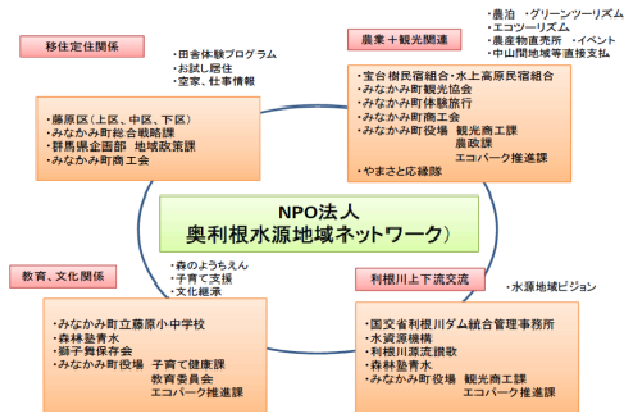 移住定住関係
・田舎体験プログラム
・お試し居住
・空家、仕事情報
・藤原区(上区、中区、下区)
・みなかみ町総合戦略課
・群馬県企画部　地域政策課
・みなかみ町商工会
農業＋観光関連
・農泊　・グリーンツーリズム
・エコツーリズム
・農産物直売所　・イベント
・中山間地域等直接支払
・宝台樹民宿組合・水上高原民宿組合
・みなかみ町観光協会
・みなかみ町体験旅行
・みなかみ町商工会
・みなかみ町役場　観光商工課
農政課
エコパーク推進課
・やまさと応縁隊
NPO法人
奥利根水源地域ネットワーク）
教育、文化関係
・森のようちえん
・子育て支援
・文化継承
・みなかみ町立藤原小中学校
・森林塾青水
・獅子舞保存会
・みなかみ町役場　子育て健康課
教育委員会
エコパーク推進課
利根川上下流交流
・水源地域ビジョン
・国交省利根川ダム統合管理事務所
・水資源機構
・利根川源流讃歌
・森林塾青水
・みなかみ町役場　観光商工課
エコパーク推進課